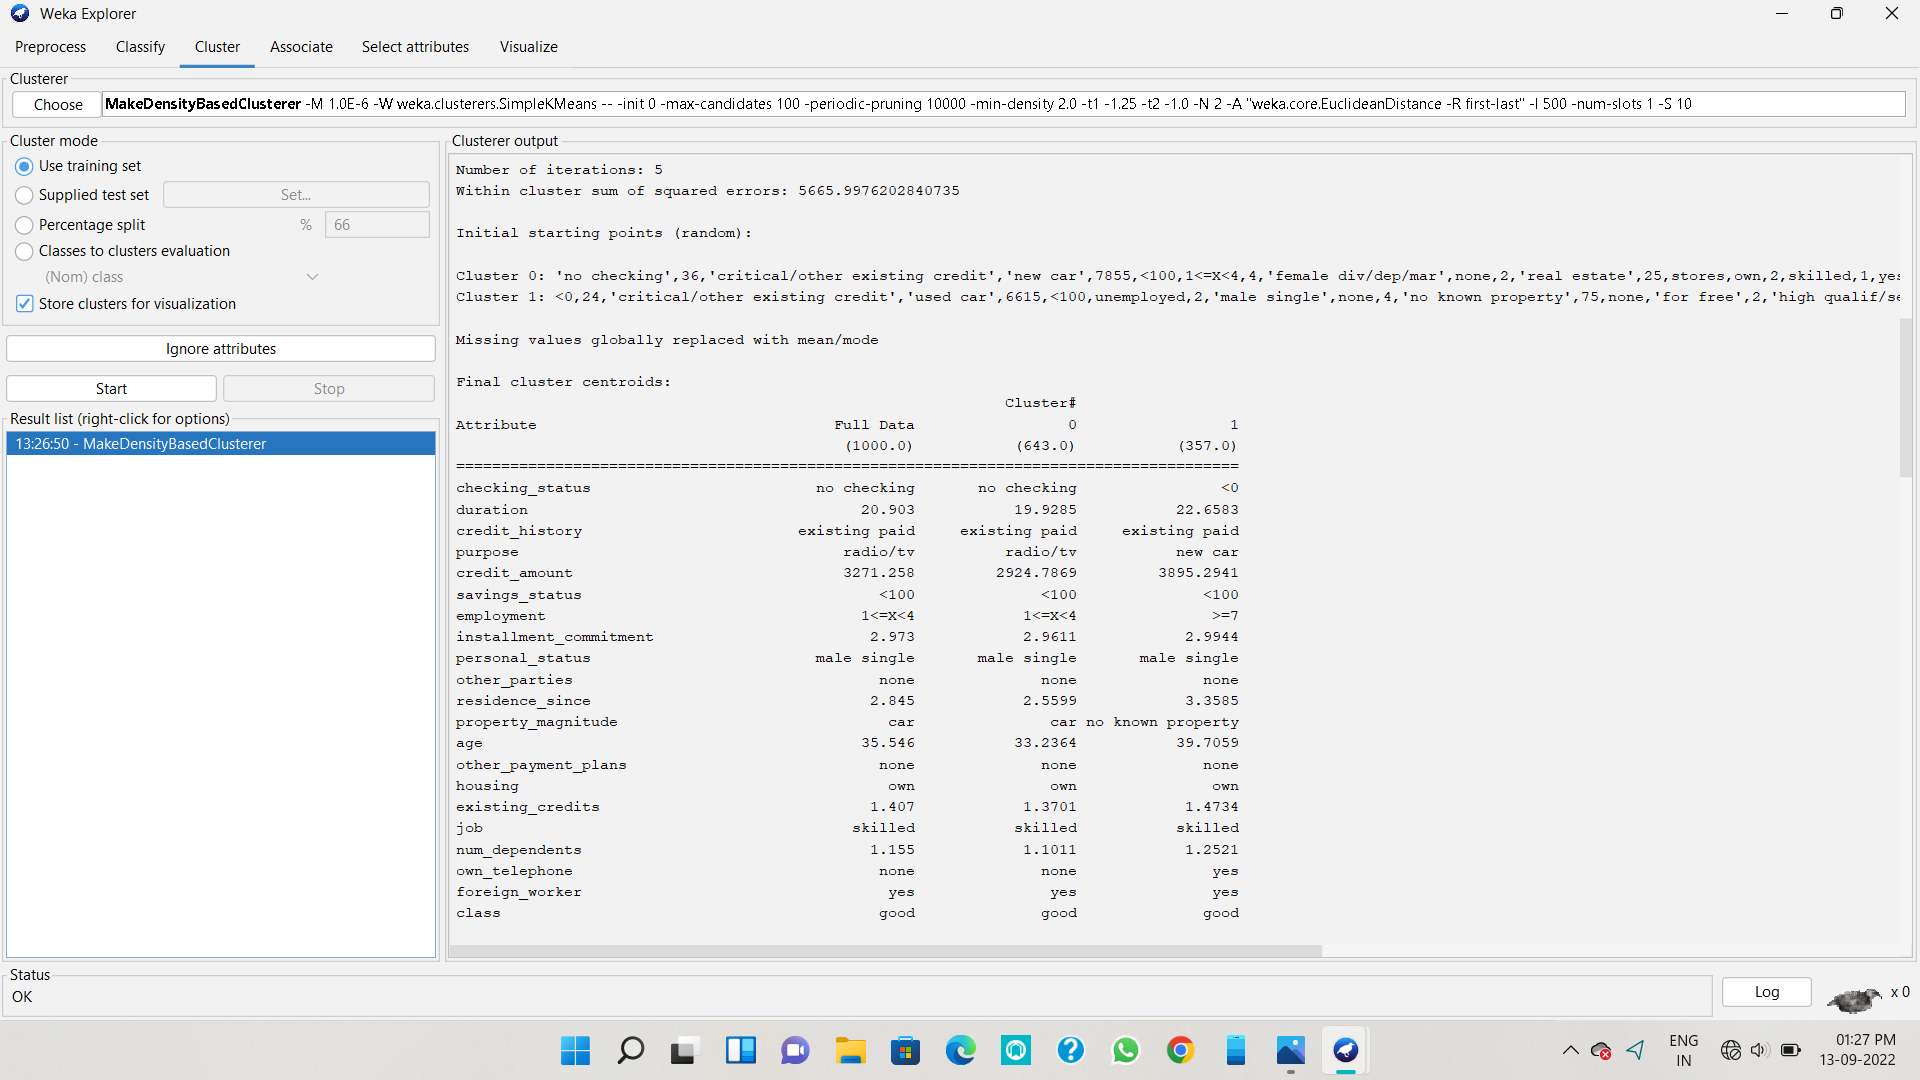 Weka Explorer
Preprocess Classify Cluster Associate Select attributes Visualize
Clusterer
Choose MakeDensityBasedClusterer -M 1.0E-6 -W weka.clusterers.SimpleKMeans -- -init 0 -max-candidates 100 -periodic-pruning 10000 -min-density 2.0 -t1 -1.25 -t2 -1.0 -N 2 -A "weka.core.EuclideanDistance -R first-last" -I 500 -num-slots 1 -S 10
Cluster mode
Use training set
Supplied test set Set...
Percentage split % 66
Classes to clusters evaluation
(Nom) class
Store clusters for visualization
Ignore attributes
Start Stop
Result list (right-click for options)
13:26:50 - MakeDensityBasedClusterer
Clusterer output
Number of iterations: 5
Within cluster sum of squared errors: 5665.9976202840735
Initial starting points (random):
Cluster 0: 'no checking',36,'critical/other existing credit','new car',7855,<100,1<=X<4,4,'female div/dep/mar',none,2,'real estate',25,stores,own,2,skilled,1,yes
Cluster 1: <0,24,'critical/other existing credit','used car',6615,<100,unemployed,2,'male single',none,4,'no known property',75,none,'for free',2,'high qualif/se
Missing values globally replaced with mean/mode
Final cluster centroids:
Cluster#
Attribute Full Data 0 1
(1000.0) (643.0) (357.0)
=======================================================================================
checking_status no checking no checking <0
duration 20.903 19.9285 22.6583
credit_history existing paid existing paid existing paid
purpose radio/tv radio/tv new car
credit_amount 3271.258 2924.7869 3895.2941
savings_status <100 <100 <100
employment 1<=X<4 1<=X<4 >=7
installment_commitment 2.973 2.9611 2.9944
personal_status male single male single male single
other_parties none none none
residence_since 2.845 2.5599 3.3585
property_magnitude car car no known property
age 35.546 33.2364 39.7059
other_payment_plans none none none
housing own own own
existing_credits 1.407 1.3701 1.4734
job skilled skilled skilled
num_dependents 1.155 1.1011 1.2521
own_telephone none none yes
foreign_worker yes yes yes
class good good good
Status
OK
Log x 0
ENG
IN
01:27 PM
13-09-2022